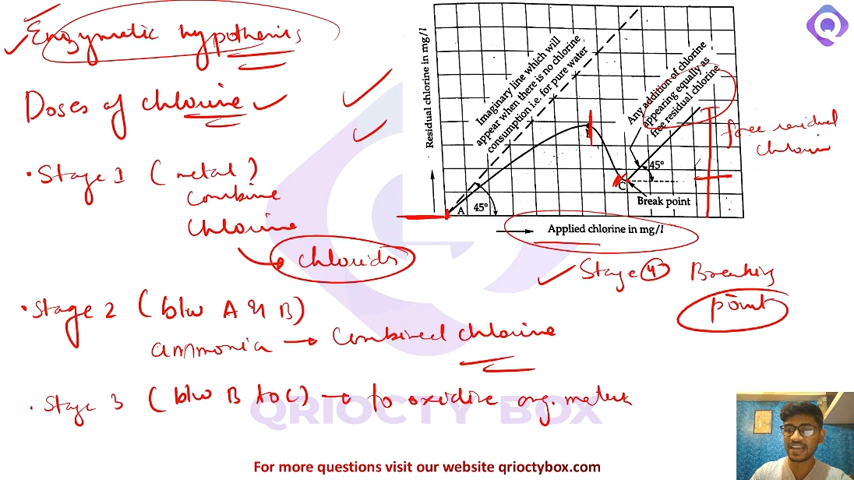 Enzymatic hypothesis
Doses of chlorine
• Stage 1 (metal)
Combine
Chlorine
chlorids
• Stage 2 (b/w A & B)
ammonia → Combined chlorine
• Stage 3 (b/w B to C) → to oxidise org. matter
Residual chlorine in mg/l
Imaginary line which will
appear when there is no chlorine
consumption i.e. for pure water
Any addition of chlorine
appearing equally as
free residual chlorine
A
45°
C
45°
Break point
Applied chlorine in mg/l
free residual
Chlorin
Stage 4 Breaking
point
QRIOCTY BOX
For more questions visit our website qrioctybox.com